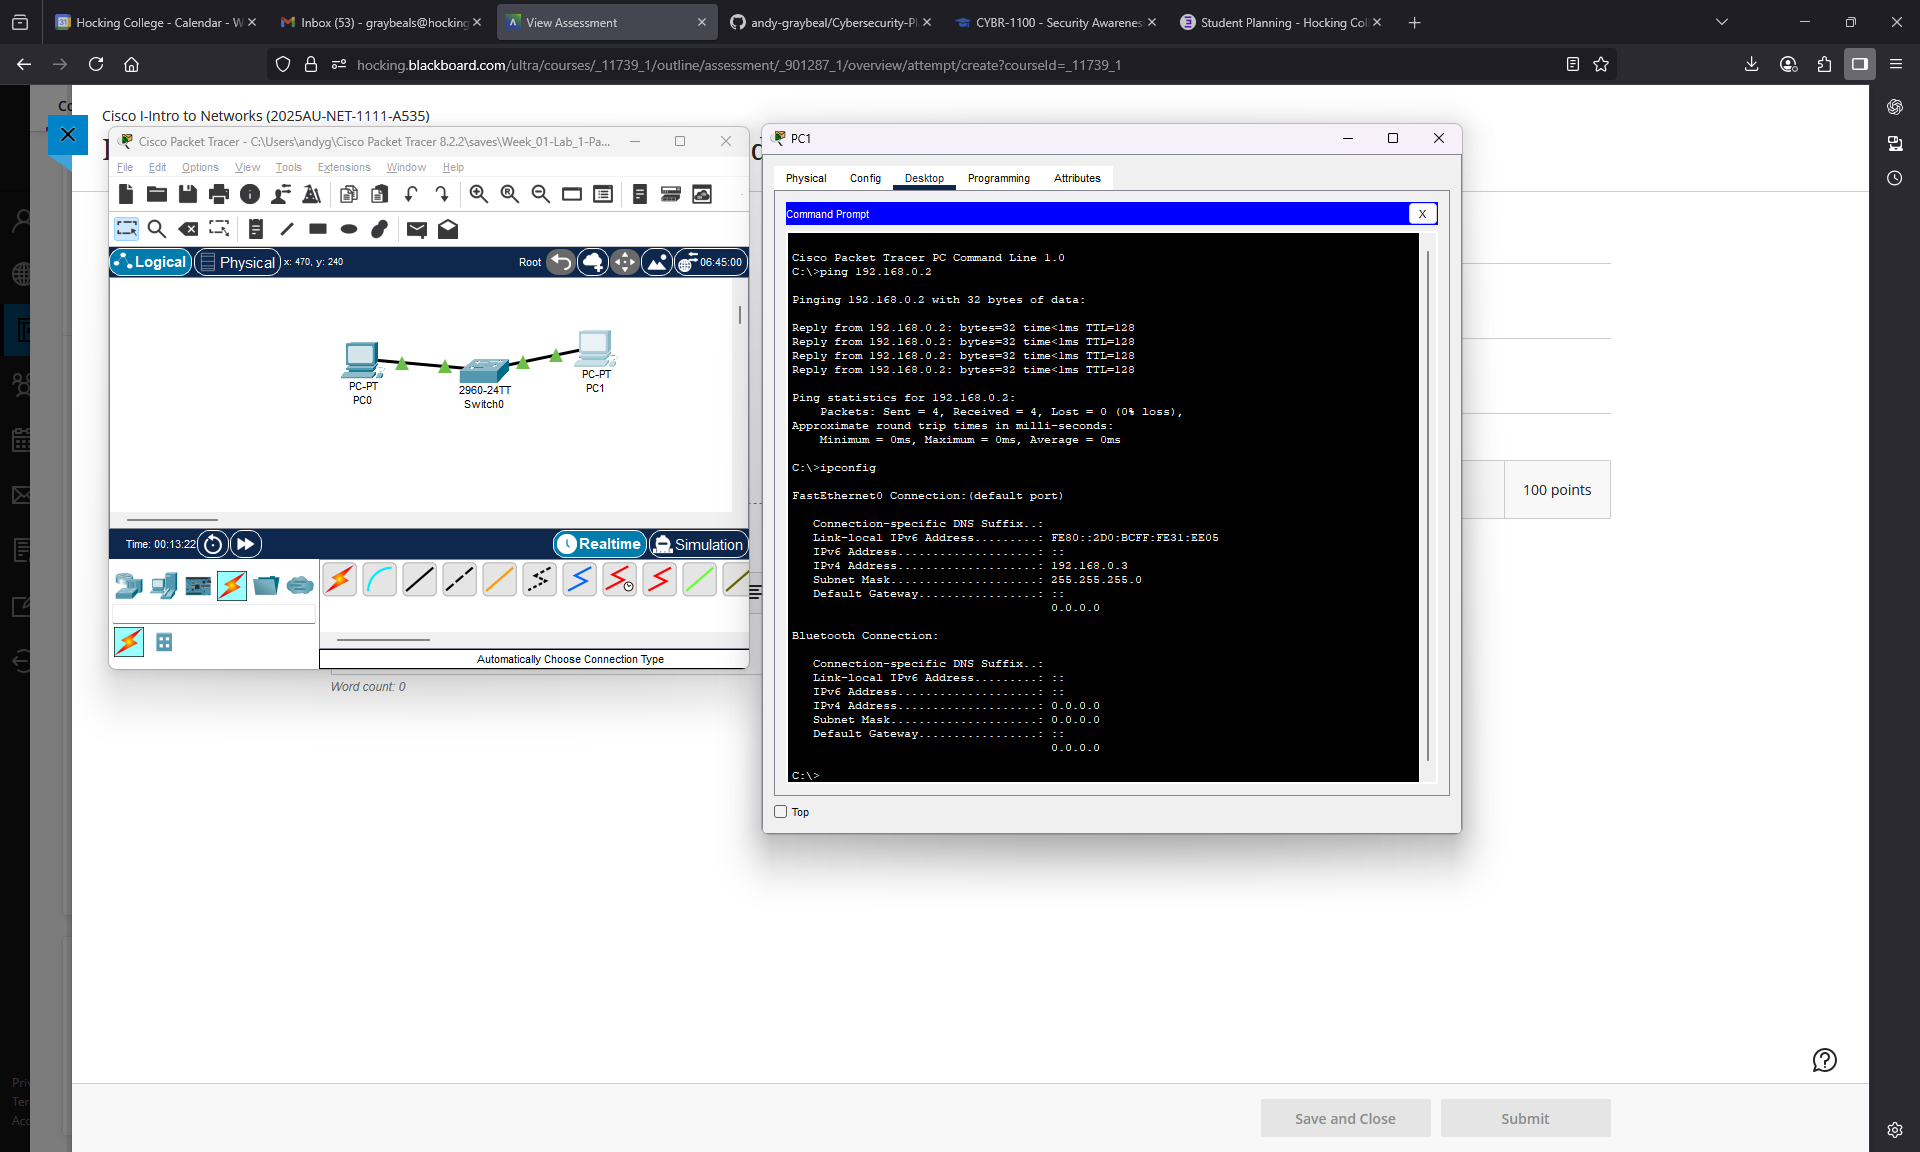 Hocking College - Calendar - W
Inbox (53) - graybeals@hocking
View Assessment
andy-graybeal/Cybersecurity-Pl
CYBR-1100 - Security Awarenes
Student Planning - Hocking Col
hocking.blackboard.com/ultra/courses/_11739_1/outline/assessment/_901287_1/overview/attempt/create?courseId=_11739_1
Cisco I-Intro to Networks (2025AU-NET-1111-A535)
Cisco Packet Tracer - C:\Users\andyg\Cisco Packet Tracer 8.2.2\saves\Week_01-Lab_1-Pa...
File Edit Options View Tools Extensions Window Help
Logical Physical x: 470, y: 240 Root 06:45:00
PC-PT
PC0
2960-24TT
Switch0
PC-PT
PC1
Time: 00:13:22 Realtime Simulation
Automatically Choose Connection Type
Word count: 0
PC1
Physical Config Desktop Programming Attributes
Command Prompt X
Cisco Packet Tracer PC Command Line 1.0
C:\>ping 192.168.0.2
Pinging 192.168.0.2 with 32 bytes of data:
Reply from 192.168.0.2: bytes=32 time<1ms TTL=128
Reply from 192.168.0.2: bytes=32 time<1ms TTL=128
Reply from 192.168.0.2: bytes=32 time<1ms TTL=128
Reply from 192.168.0.2: bytes=32 time<1ms TTL=128
Ping statistics for 192.168.0.2:
Packets: Sent = 4, Received = 4, Lost = 0 (0% loss),
Approximate round trip times in milli-seconds:
Minimum = 0ms, Maximum = 0ms, Average = 0ms
C:\>ipconfig
FastEthernet0 Connection:(default port)
Connection-specific DNS Suffix..:
Link-local IPv6 Address.........: FE80::2D0:BCFF:FE31:EE05
IPv6 Address....................: ::
IPv4 Address....................: 192.168.0.3
Subnet Mask.....................: 255.255.255.0
Default Gateway.................: ::
0.0.0.0
Bluetooth Connection:
Connection-specific DNS Suffix..:
Link-local IPv6 Address.........: ::
IPv6 Address....................: ::
IPv4 Address....................: 0.0.0.0
Subnet Mask.....................: 0.0.0.0
Default Gateway.................: ::
0.0.0.0
C:\>
Top
100 points
Save and Close
Submit